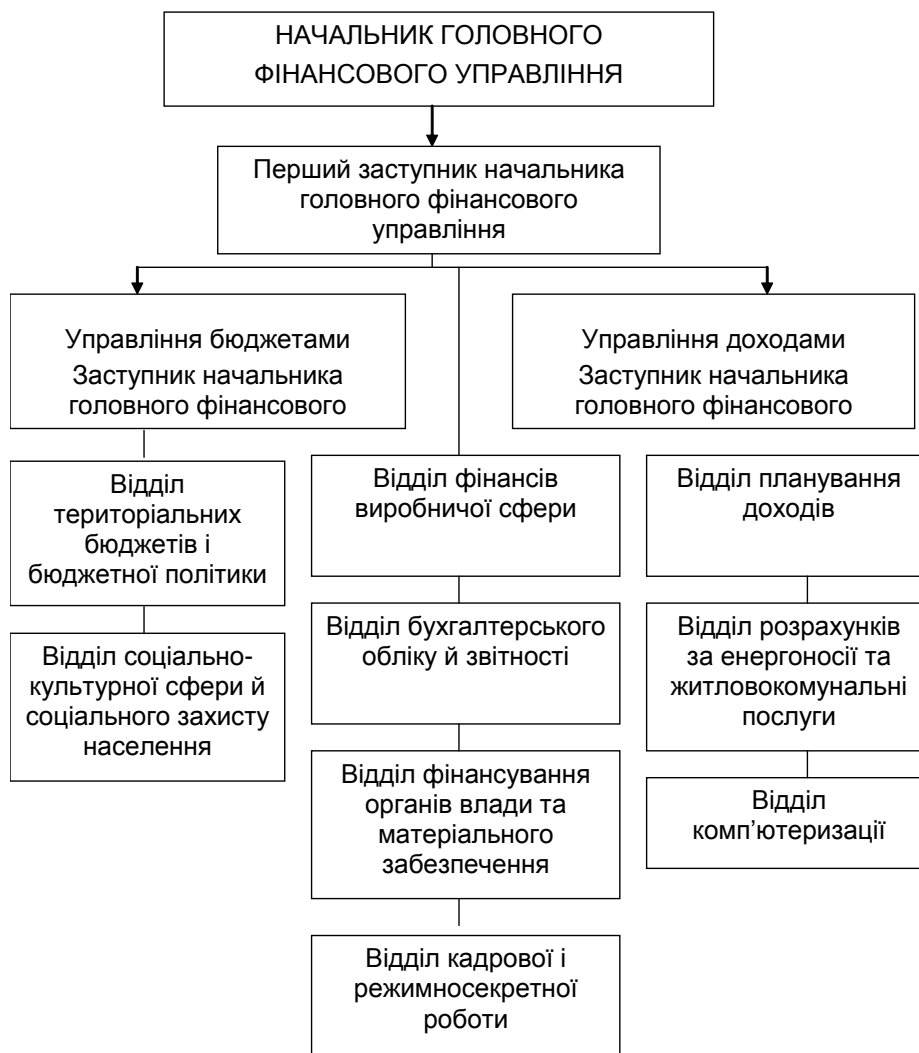 НАЧАЛЬНИК ГОЛОВНОГО
ФІНАНСОВОГО УПРАВЛІННЯ
Перший заступник начальника
головного фінансового
управління
Управління бюджетами
Заступник начальника
головного фінансового
Управління доходами
Заступник начальника
головного фінансового
Відділ
територіальних
бюджетів і
бюджетної політики
Відділ фінансів
виробничої сфери
Відділ планування
доходів
Відділ соціально-
культурної сфери й
соціального захисту
населення
Відділ бухгалтерського
обліку й звітності
Відділ розрахунків
за енергоносії та
житловокомунальні
послуги
Відділ фінансування
органів влади та
матеріального
забезпечення
Відділ
комп’ютеризації
Відділ кадрової і
режимносекретної
роботи